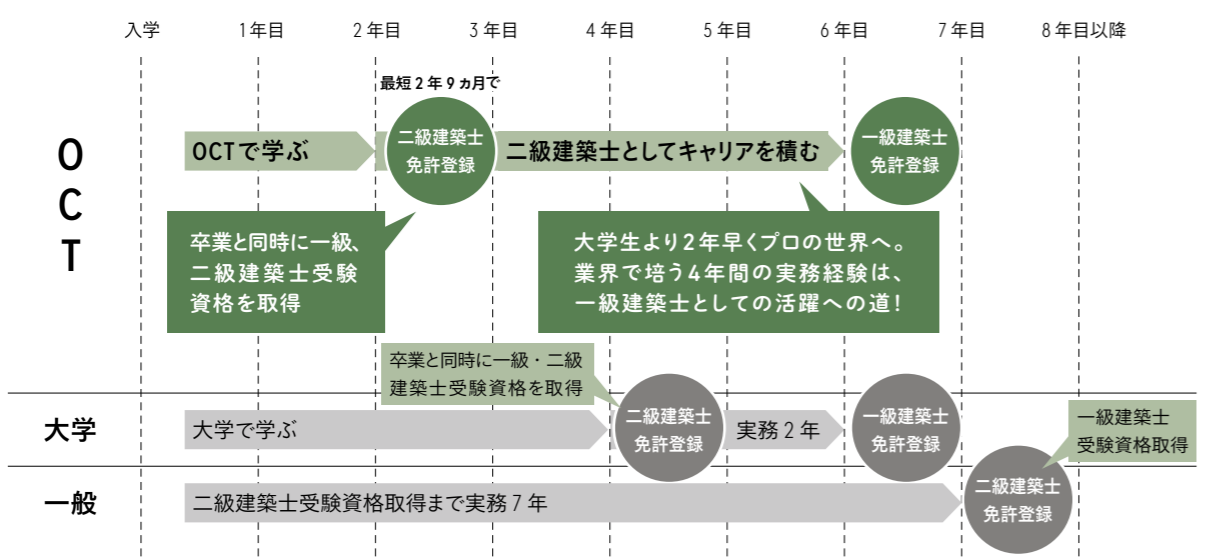 入学 1年目 2年目 3年目 4年目 5年目 6年目 7年目 8年目以降
最短2年9ヵ月で
OCT
OCTで学ぶ
二級建築士
免許登録
二級建築士としてキャリアを積む
一級建築士
免許登録
卒業と同時に一級、
二級建築士受験
資格を取得
大学生より2年早くプロの世界へ。
業界で培う4年間の実務経験は、
一級建築士としての活躍への道！
卒業と同時に一級・二級
建築士受験資格を取得
大学
大学で学ぶ
二級建築士
免許登録
実務2年
一級建築士
免許登録
一級建築士
受験資格取得
一般
二級建築士受験資格取得まで実務7年
二級建築士
免許登録